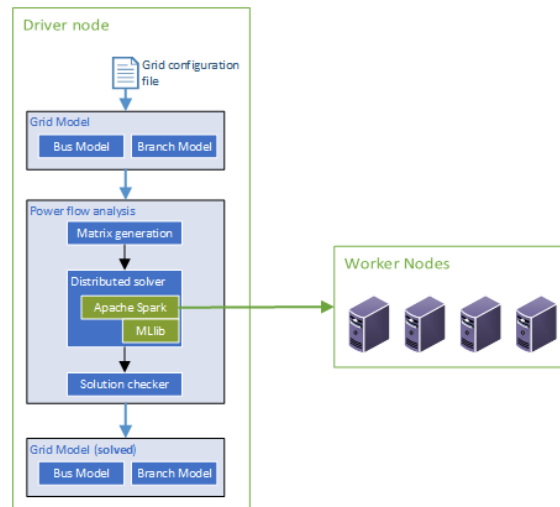 Driver node
Grid configuration
file
Grid Model
Bus Model
Branch Model
Power flow analysis
Matrix generation
Distributed solver
Apache Spark
MLlib
Solution checker
Grid Model (solved)
Bus Model
Branch Model
Worker Nodes